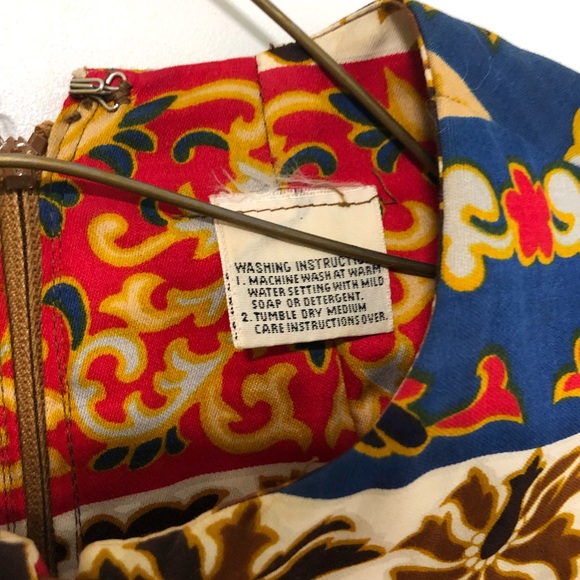 WASHING INSTRUCTIO
1. MACHINE WASH AT WARM
WATER SETTING WITH MILD
SOAP OR DETERGENT.
2. TUMBLE DRY MEDIUM
CARE INSTRUCTIONS OVER.